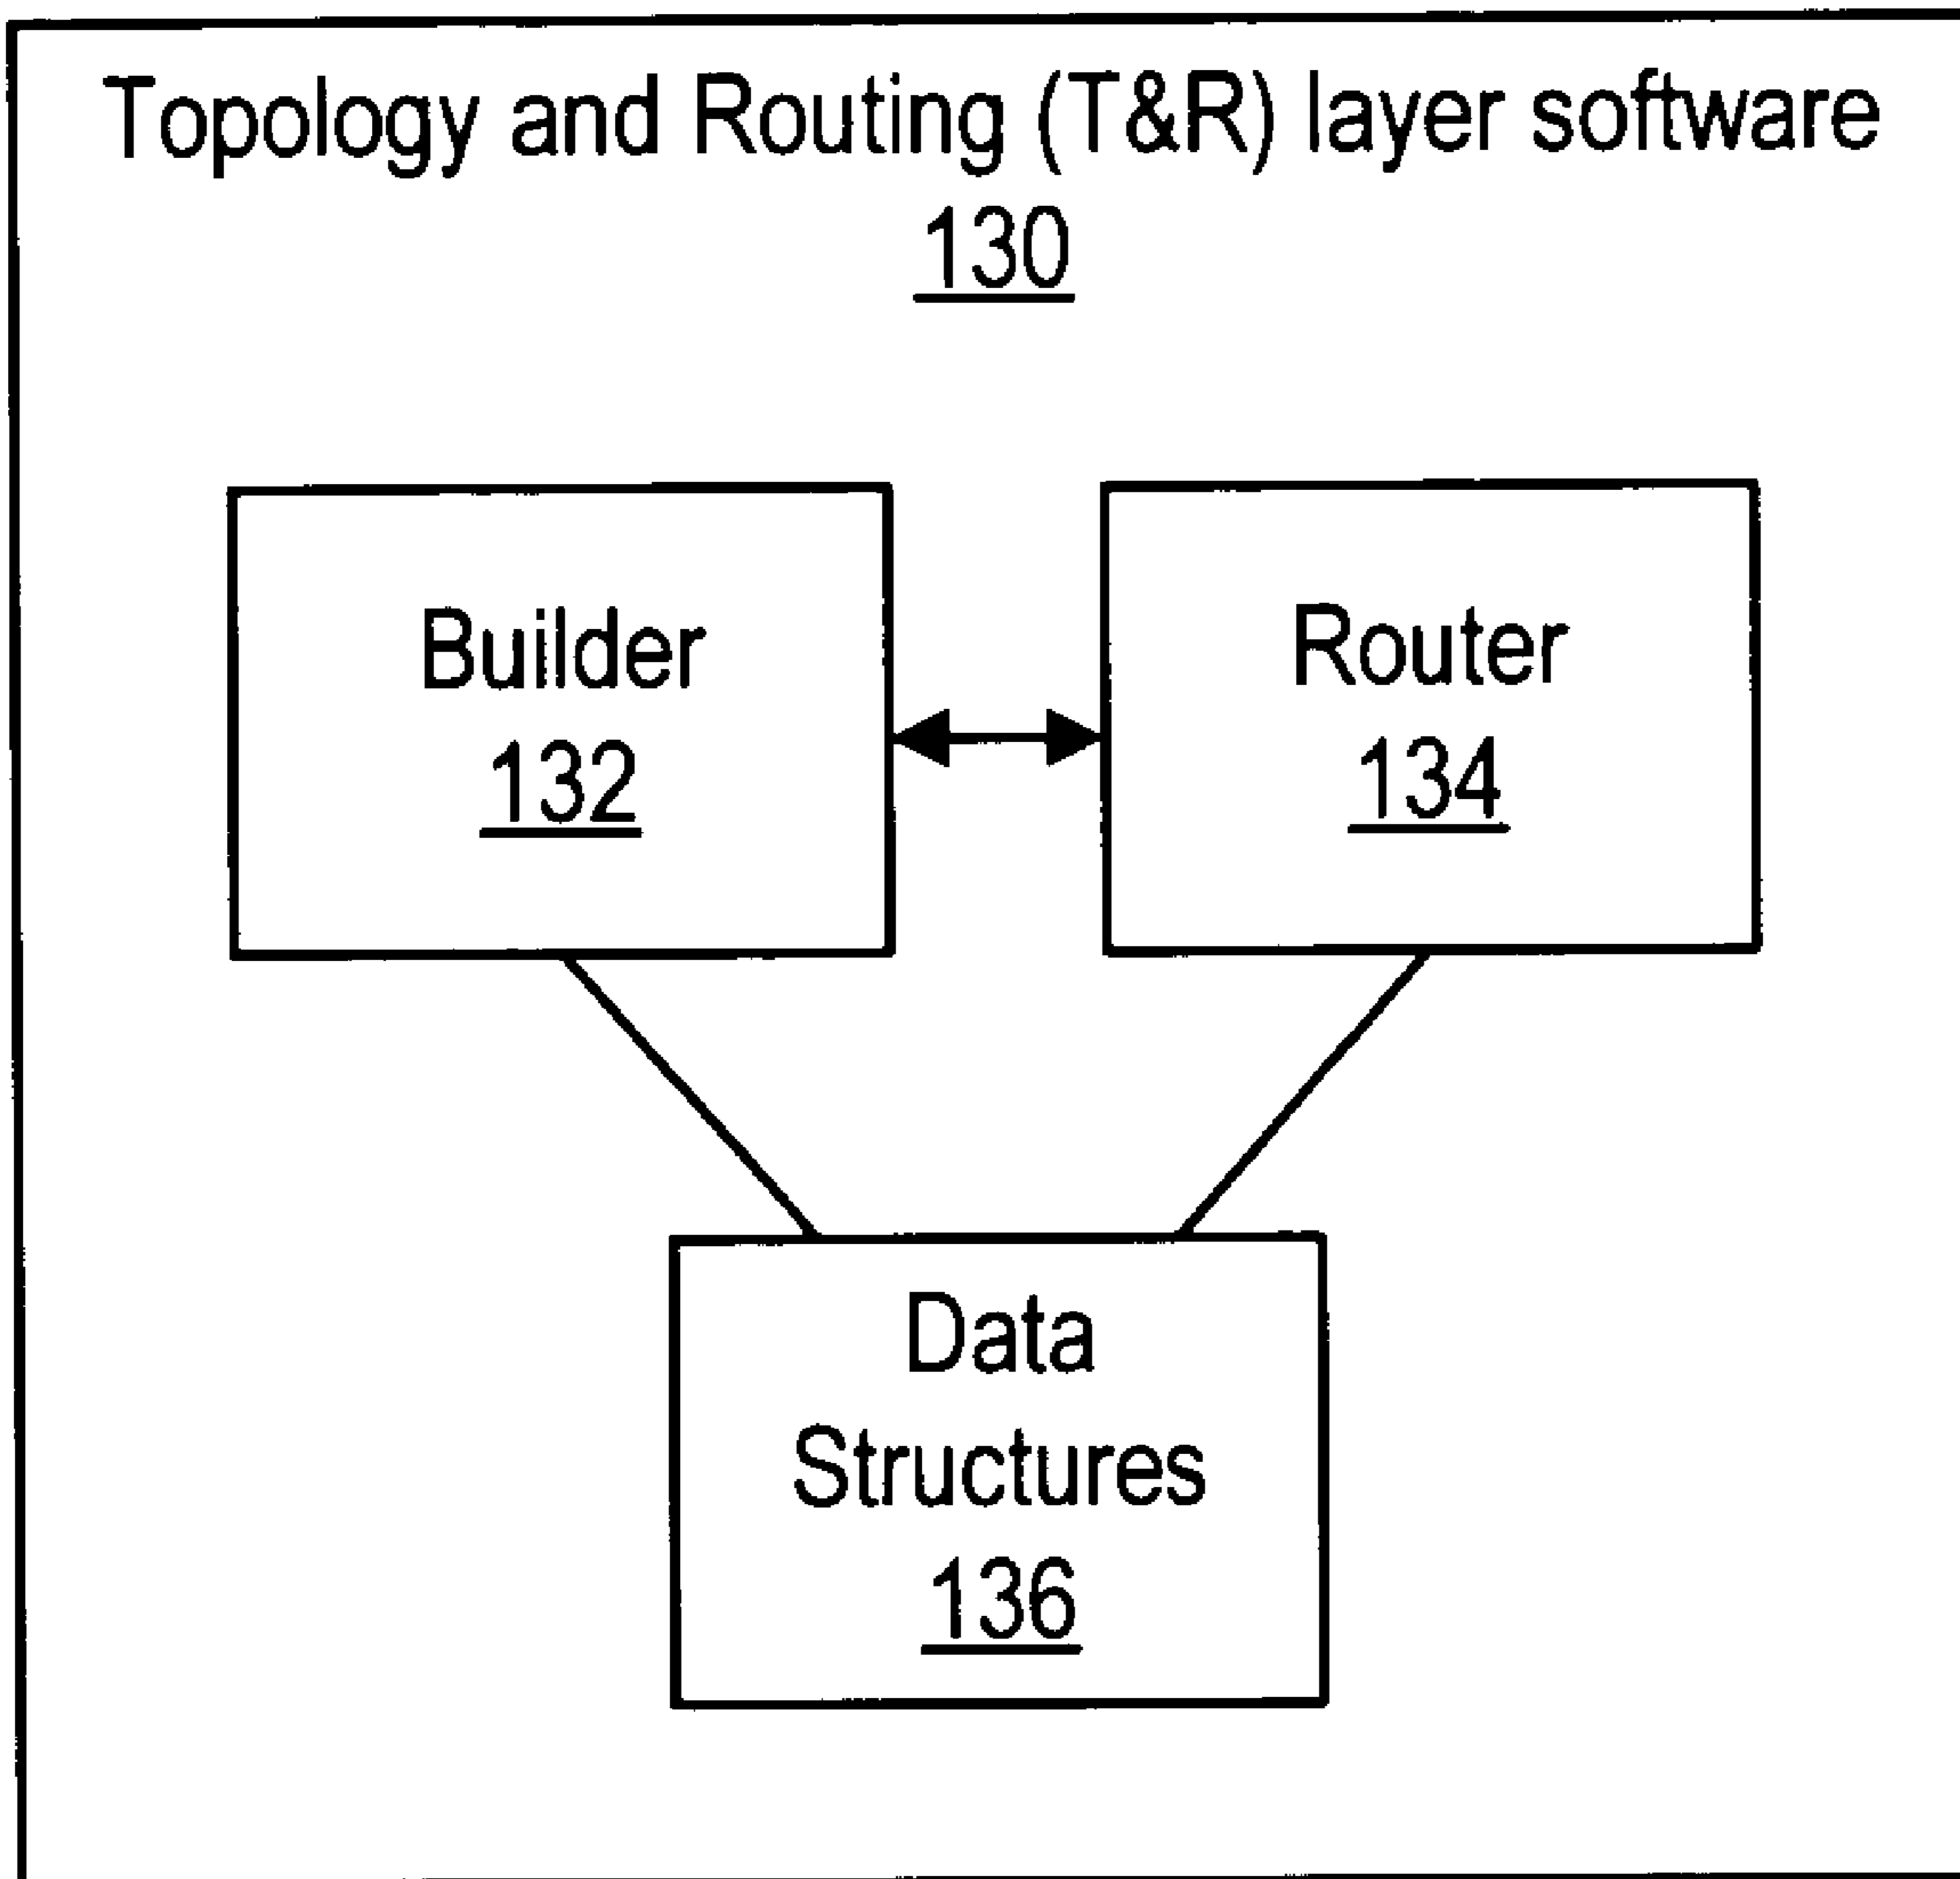 Topology and Routing (T&R) layer software
130
Builder
132
Router
134
Data
Structures
136